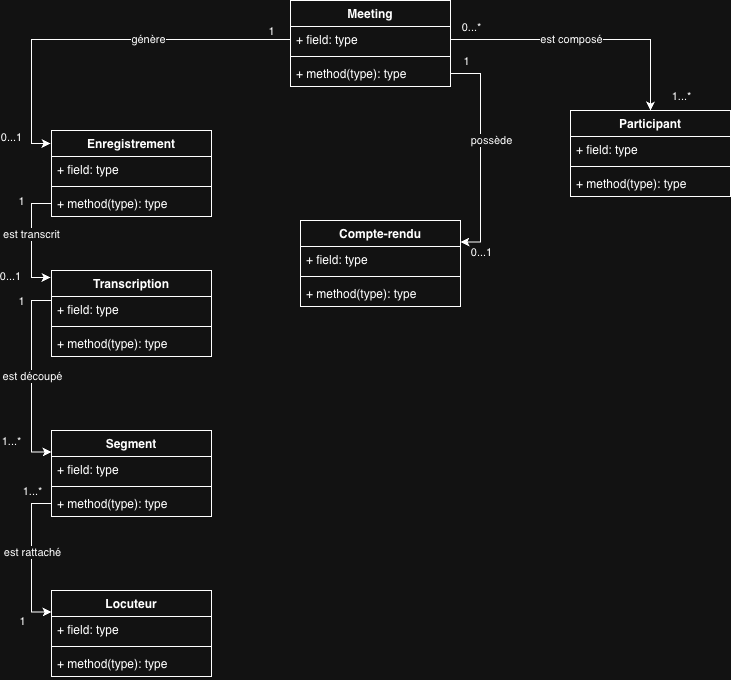 Meeting
+ field: type
+ method(type): type
1
génère
0...1
0...*
est composé
1...*
1
possède
0...1
Participant
+ field: type
+ method(type): type
Enregistrement
+ field: type
+ method(type): type
1
est transcrit
0...1
Compte-rendu
+ field: type
+ method(type): type
Transcription
+ field: type
+ method(type): type
1
est découpé
1...*
Segment
+ field: type
+ method(type): type
1...*
est rattaché
1
Locuteur
+ field: type
+ method(type): type